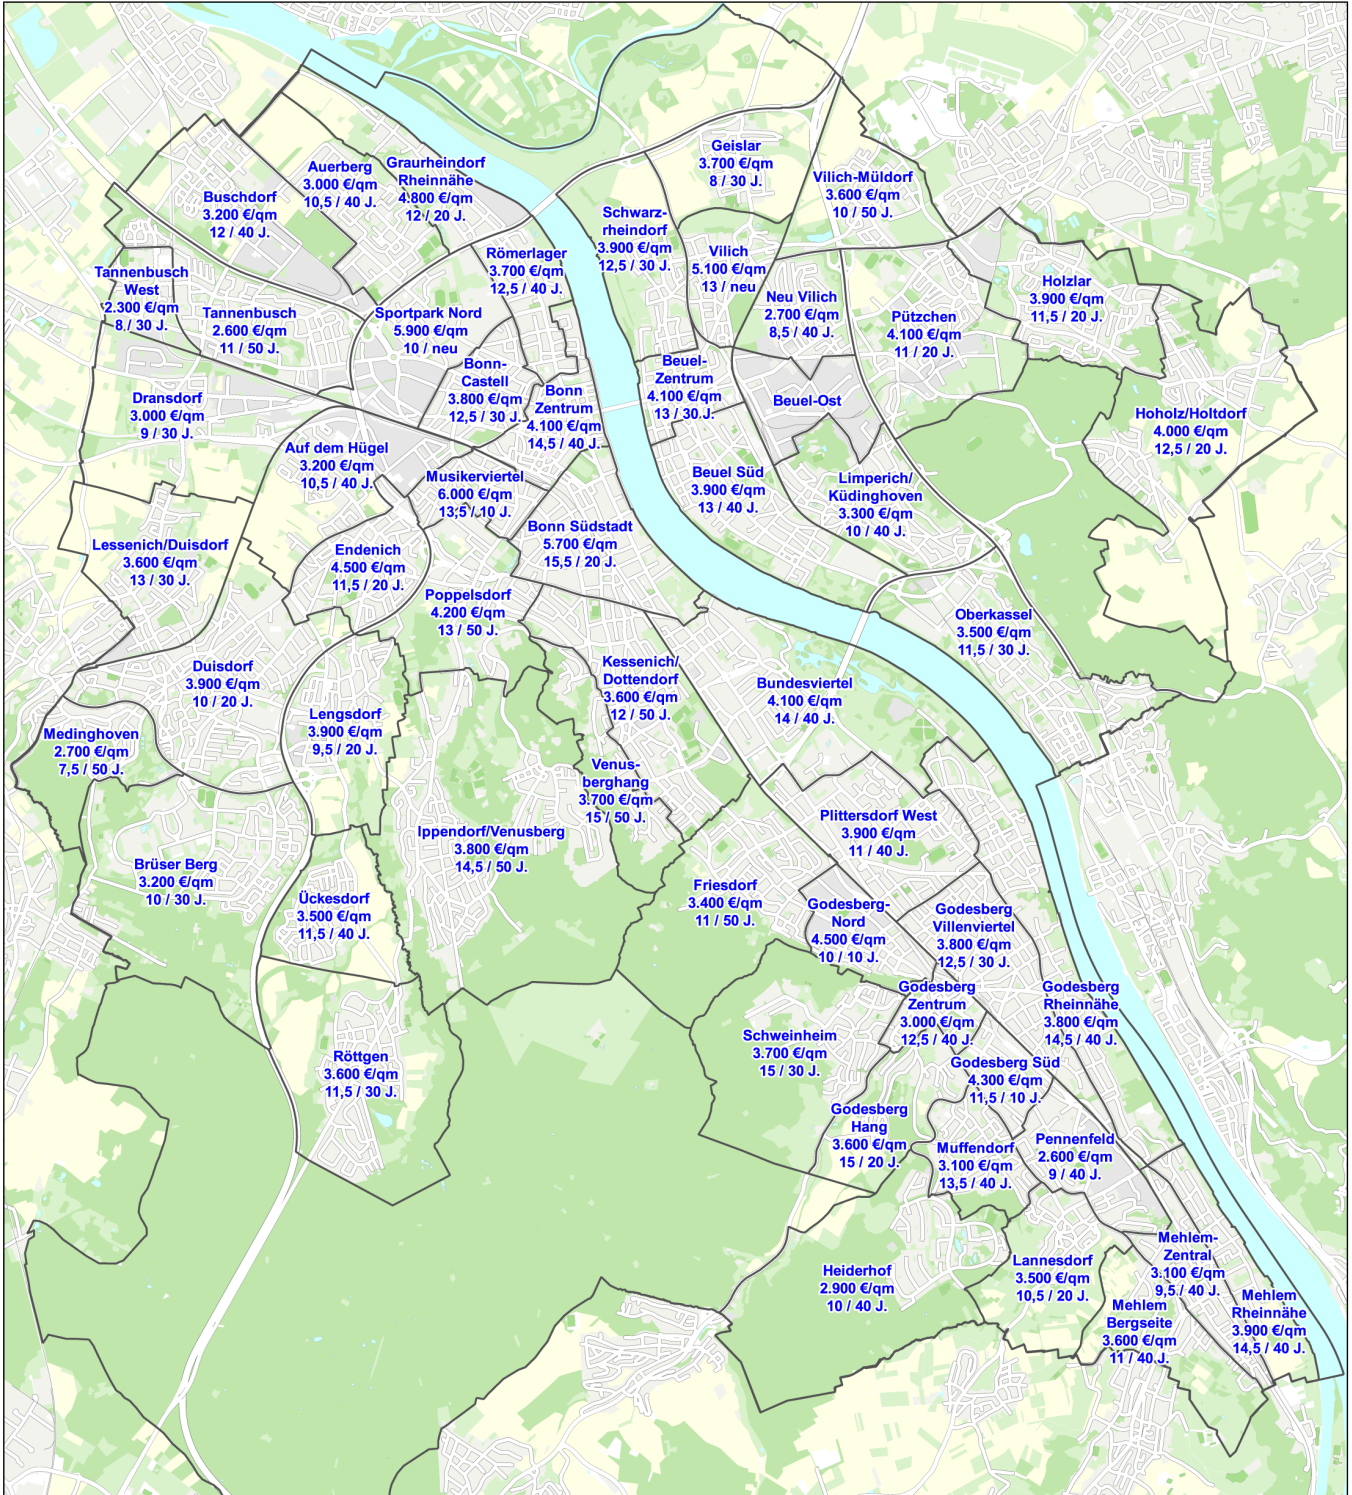 Geislar
3.700 €/qm
8 / 30 J.
Graurheindorf
Rheinnähe
4.800 €/qm
12 / 20 J.
Auerberg
3.000 €/qm
10,5 / 40 J.
Vilich-Müldorf
3.600 €/qm
10 / 50 J.
Buschdorf
3.200 €/qm
12 / 40 J.
Schwarz-
rheindorf
3.900 €/qm
12,5 / 30 J.
Römerlager
3.700 €/qm
12,5 / 40 J.
Vilich
5.100 €/qm
13 / neu
Tannenbusch
West
2.300 €/qm
8 / 30 J.
Holzlar
3.900 €/qm
11,5 / 20 J.
Neu Vilich
2.700 €/qm
8,5 / 40 J.
Tannenbusch
2.600 €/qm
11 / 50 J.
Sportpark Nord
5.900 €/qm
10 / neu
Pützchen
4.100 €/qm
11 / 20 J.
Bonn-
Castell
3.800 €/qm
12,5 / 30 J.
Beuel-
Zentrum
4.100 €/qm
13 / 30 J.
Bonn
Zentrum
4.100 €/qm
14,5 / 40 J.
Dransdorf
3.000 €/qm
9 / 30 J.
Beuel-Ost
Hoholz/Holtdorf
4.000 €/qm
12,5 / 20 J.
Auf dem Hügel
3.200 €/qm
10,5 / 40 J.
Musikerviertel
6.000 €/qm
13,5 / 10 J.
Beuel Süd
3.900 €/qm
13 / 40 J.
Limperich/
Küdinghoven
3.300 €/qm
10 / 40 J.
Bonn Südstadt
5.700 €/qm
15,5 / 20 J.
Lessenich/Duisdorf
3.600 €/qm
13 / 30 J.
Endenich
4.500 €/qm
11,5 / 20 J.
Poppelsdorf
4.200 €/qm
13 / 50 J.
Oberkassel
3.500 €/qm
11,5 / 30 J.
Duisdorf
3.900 €/qm
10 / 20 J.
Kessenich/
Dottendorf
3.600 €/qm
12 / 50 J.
Bundesviertel
4.100 €/qm
14 / 40 J.
Lengsdorf
3.900 €/qm
9,5 / 20 J.
Medinghoven
2.700 €/qm
7,5 / 50 J.
Venus-
berghang
3.700 €/qm
15 / 50 J.
Plittersdorf West
3.900 €/qm
11 / 40 J.
Ippendorf/Venusberg
3.800 €/qm
14,5 / 50 J.
Brüser Berg
3.200 €/qm
10 / 30 J.
Friesdorf
3.400 €/qm
11 / 50 J.
Ückesdorf
3.500 €/qm
11,5 / 40 J.
Godesberg-
Nord
4.500 €/qm
10 / 10 J.
Godesberg
Villenviertel
3.800 €/qm
12,5 / 30 J.
Godesberg
Zentrum
3.000 €/qm
12,5 / 40 J.
Godesberg
Rheinnähe
3.800 €/qm
14,5 / 40 J.
Schweinheim
3.700 €/qm
15 / 30 J.
Röttgen
3.600 €/qm
11,5 / 30 J.
Godesberg Süd
4.300 €/qm
11,5 / 10 J.
Godesberg
Hang
3.600 €/qm
15 / 20 J.
Muffendorf
3.100 €/qm
13,5 / 40 J.
Pennenfeld
2.600 €/qm
9 / 40 J.
Mehlem-
Zentral
3.100 €/qm
9,5 / 40 J.
Lannesdorf
3.500 €/qm
10,5 / 20 J.
Heiderhof
2.900 €/qm
10 / 40 J.
Mehlem
Bergseite
3.600 €/qm
11 / 40 J.
Mehlem
Rheinnähe
3.900 €/qm
14,5 / 40 J.